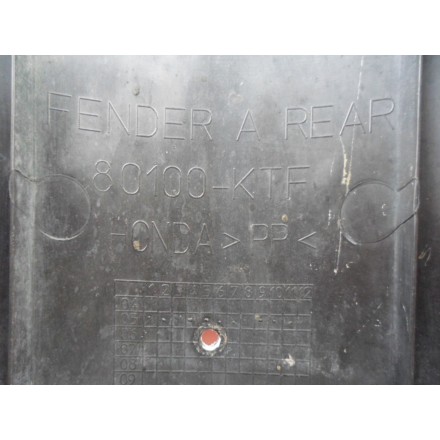 FENDER A REAR
80100-KTF
HONDA >PP<